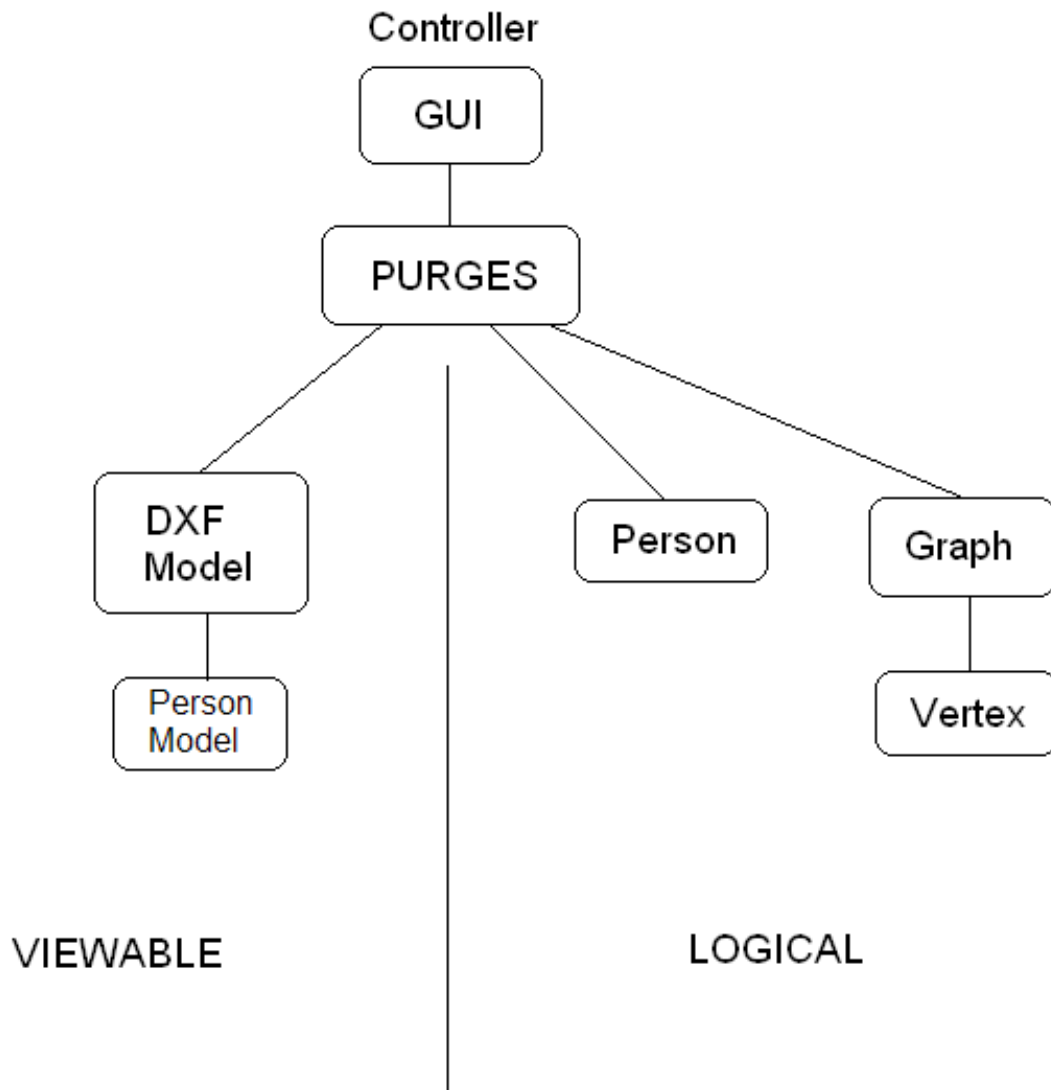 Controller
GUI
PURGES
DXF
Model
Person
Graph
Person
Model
Vertex
VIEWABLE
LOGICAL